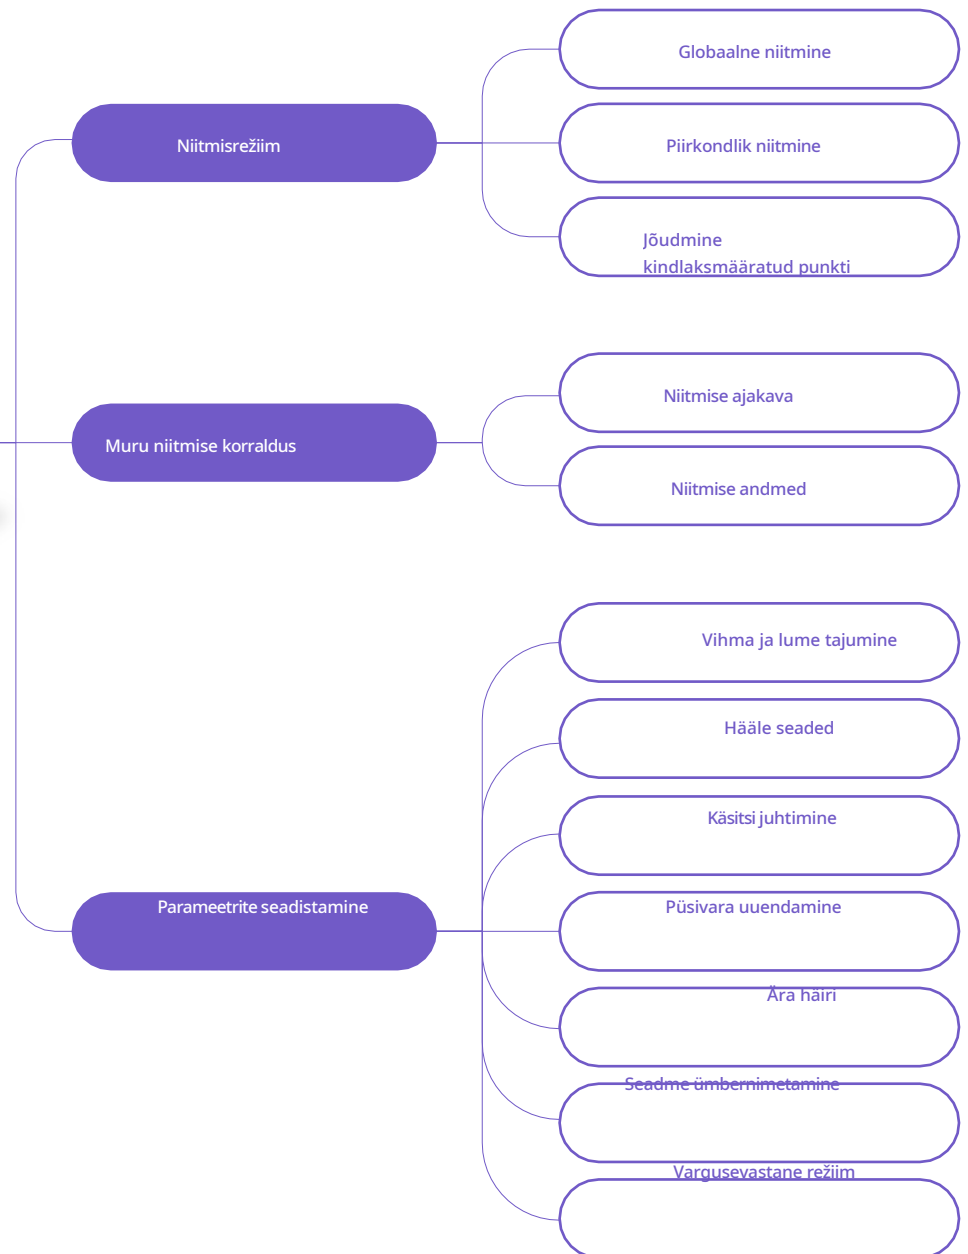 Niitmisrežiim
Globaalne niitmine
Piirkondlik niitmine
Jõudmine
kindlaksmääratud punkti
Muru niitmise korraldus
Niitmise ajakava
Niitmise andmed
Parameetrite seadistamine
Vihma ja lume tajumine
Hääle seaded
Käsitsi juhtimine
Püsivara uuendamine
Ära häiri
Seadme ümbernimetamine
Vargusevastane režiim